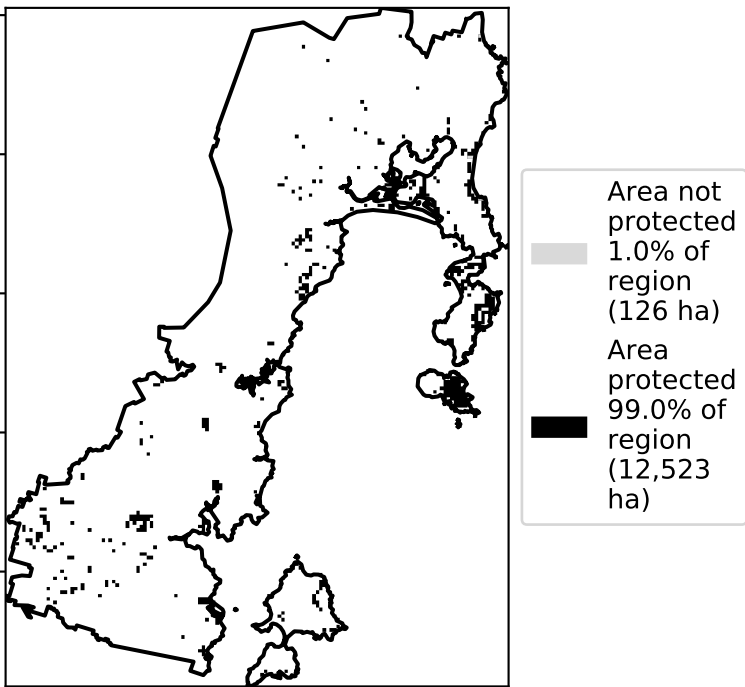 Area not
protected
1.0% of
region
(126 ha)
Area
protected
99.0% of
region
(12,523
ha)